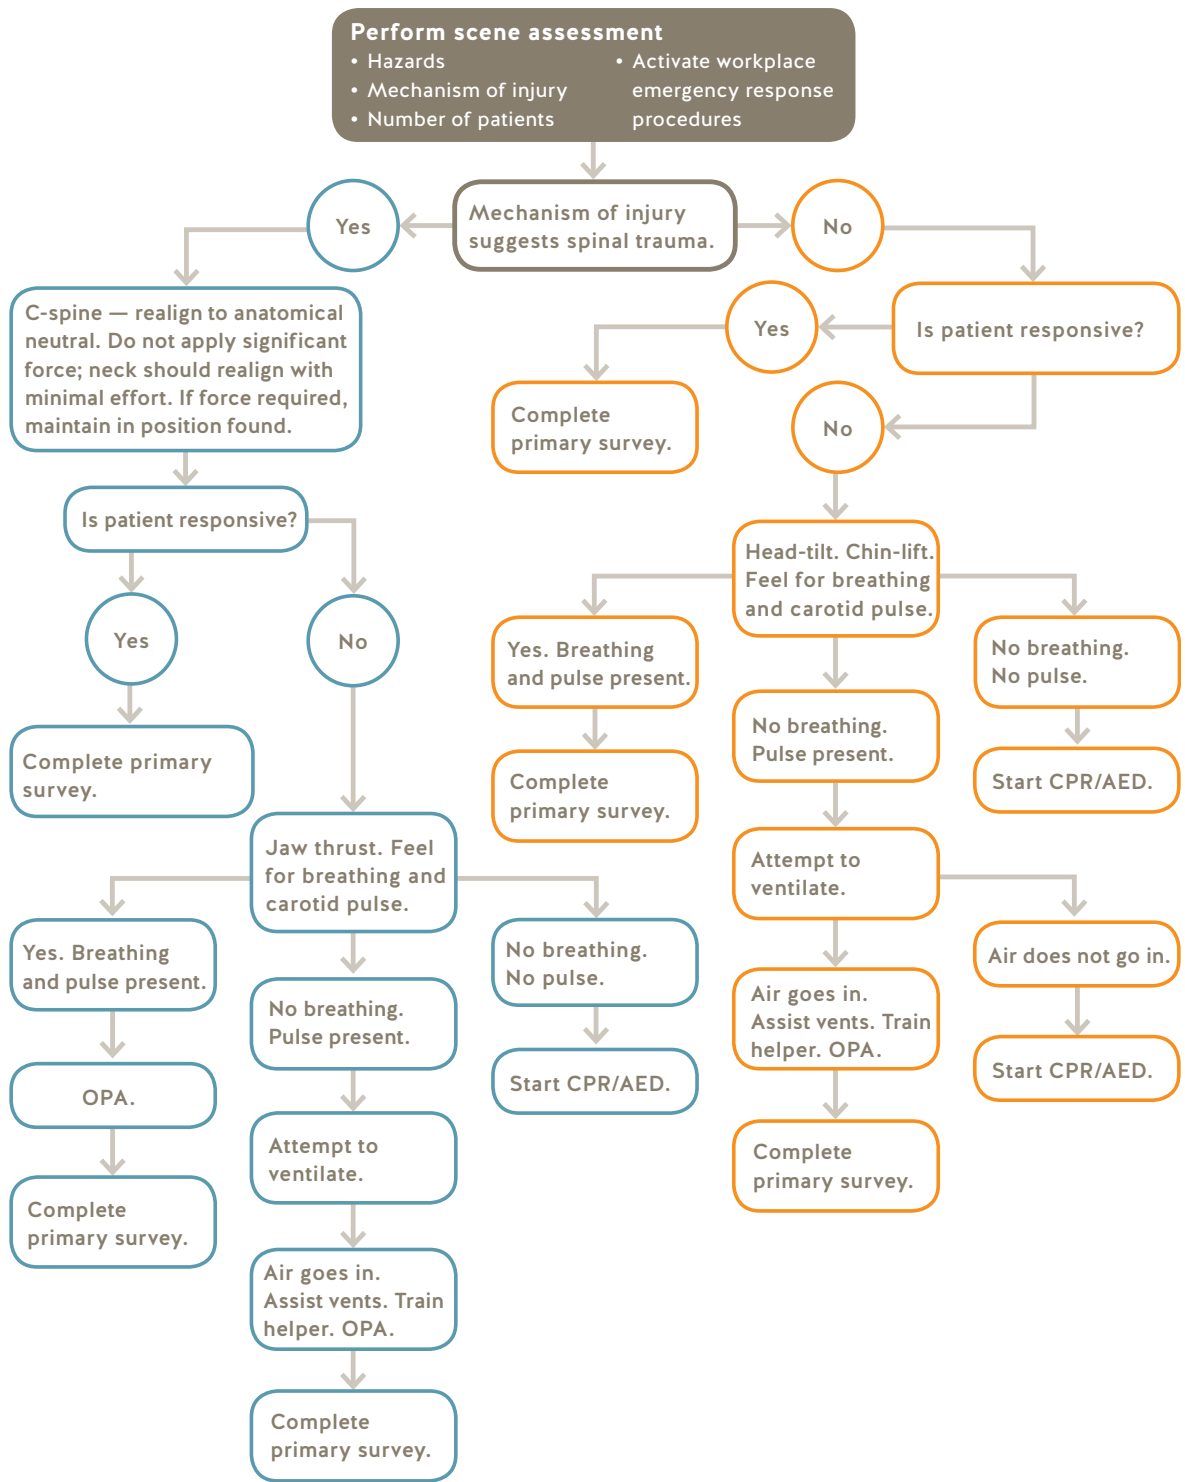 Perform scene assessment
• Hazards
• Mechanism of injury
• Number of patients
• Activate workplace
emergency response
procedures
Mechanism of injury
suggests spinal trauma.
Yes
No
C-spine — realign to anatomical
neutral. Do not apply significant
force; neck should realign with
minimal effort. If force required,
maintain in position found.
Is patient responsive?
Yes
No
Complete primary
survey.
Jaw thrust. Feel
for breathing and
carotid pulse.
Yes. Breathing
and pulse present.
OPA.
Complete
primary survey.
No breathing.
Pulse present.
Attempt to
ventilate.
Air goes in.
Assist vents. Train
helper. OPA.
Complete
primary survey.
No breathing.
No pulse.
Start CPR/AED.
Is patient responsive?
Yes
Complete
primary survey.
No
Head-tilt. Chin-lift.
Feel for breathing
and carotid pulse.
Yes. Breathing
and pulse present.
Complete
primary survey.
No breathing.
Pulse present.
Attempt to
ventilate.
Air goes in.
Assist vents. Train
helper. OPA.
Complete
primary survey.
Air does not go in.
Start CPR/AED.
No breathing.
No pulse.
Start CPR/AED.